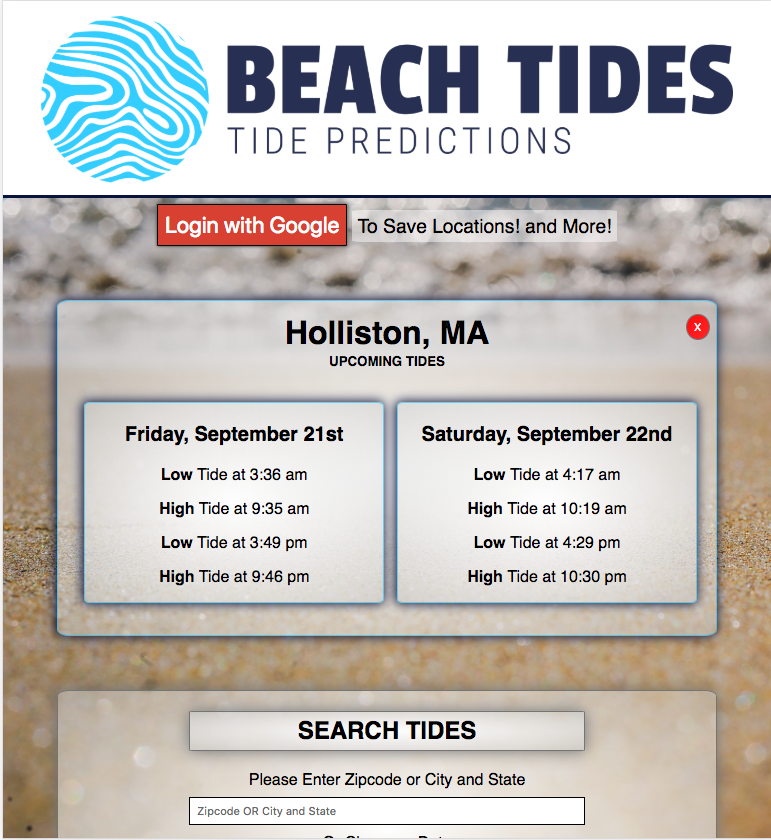 BEACH TIDES
TIDE PREDICTIONS
Login with Google To Save Locations! and More!
Holliston, MA
X
UPCOMING TIDES
Friday, September 21st
Low Tide at 3:36 am
High Tide at 9:35 am
Low Tide at 3:49 pm
High Tide at 9:46 pm
Saturday, September 22nd
Low Tide at 4:17 am
High Tide at 10:19 am
Low Tide at 4:29 pm
High Tide at 10:30 pm
SEARCH TIDES
Please Enter Zipcode or City and State
Zipcode OR City and State